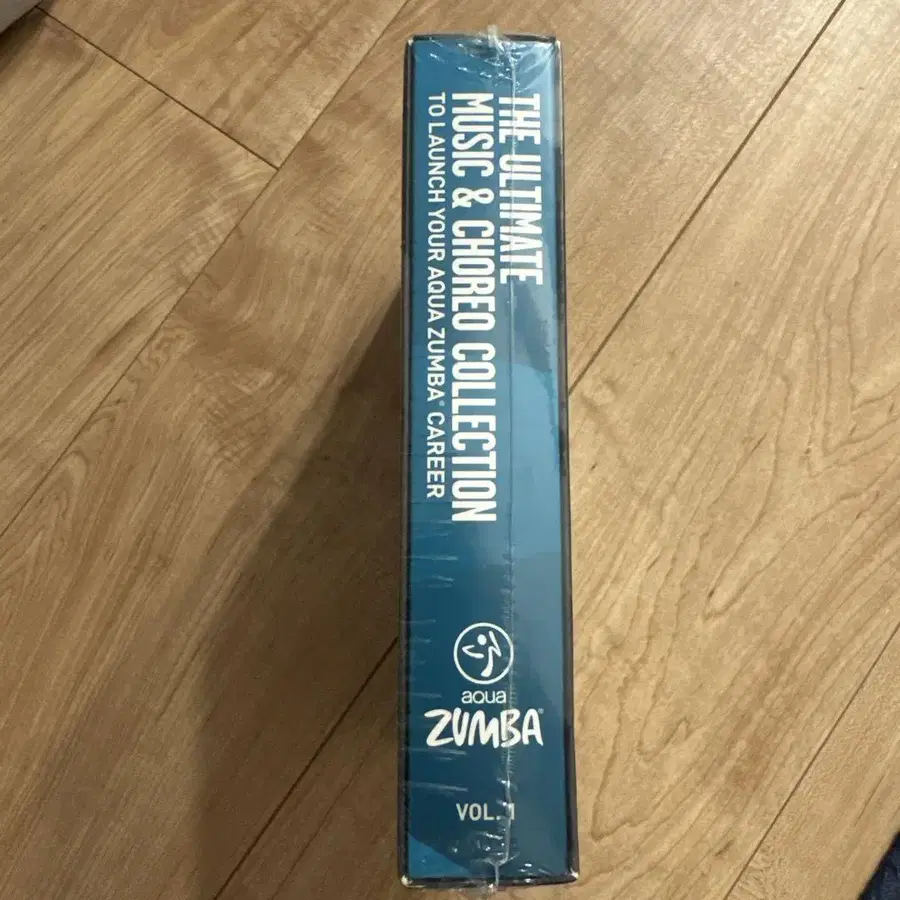 THE ULTIMATE
MUSIC & CHOREO COLLECTION
TO LAUNCH YOUR AQUA ZUMBA® CAREER
aqua
ZUMBA®
VOL. 1